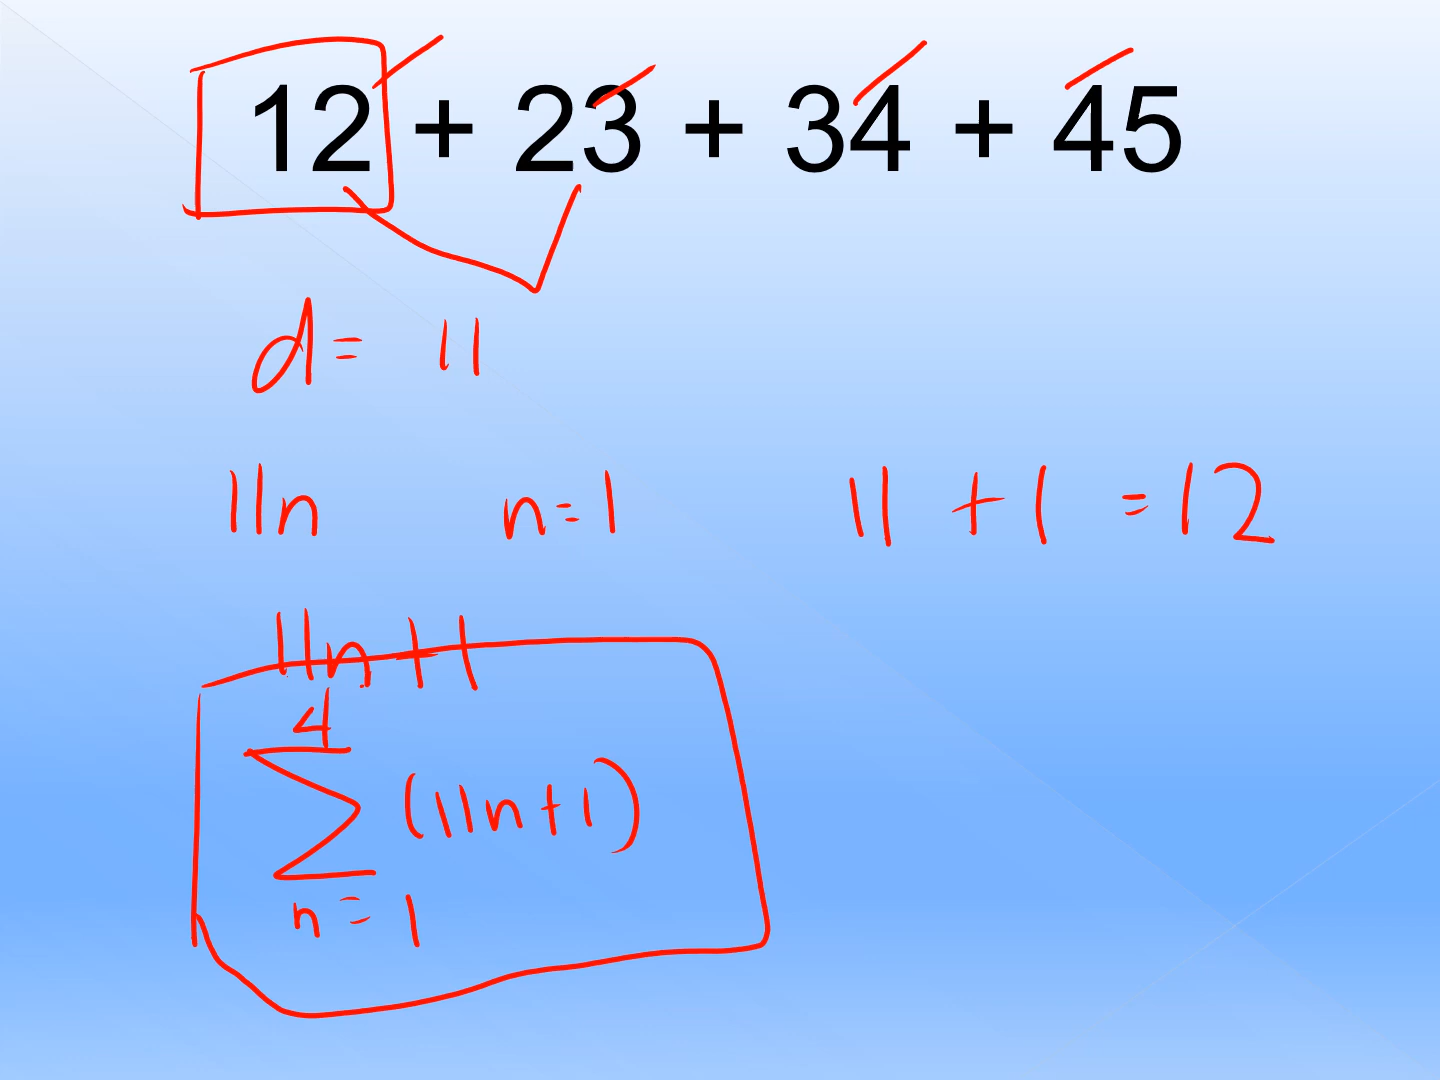 12 + 23 + 34 + 45
d = 11
11n n = 1 11 + 1 = 12
11n + 1
4
∑ (11n+1)
n = 1